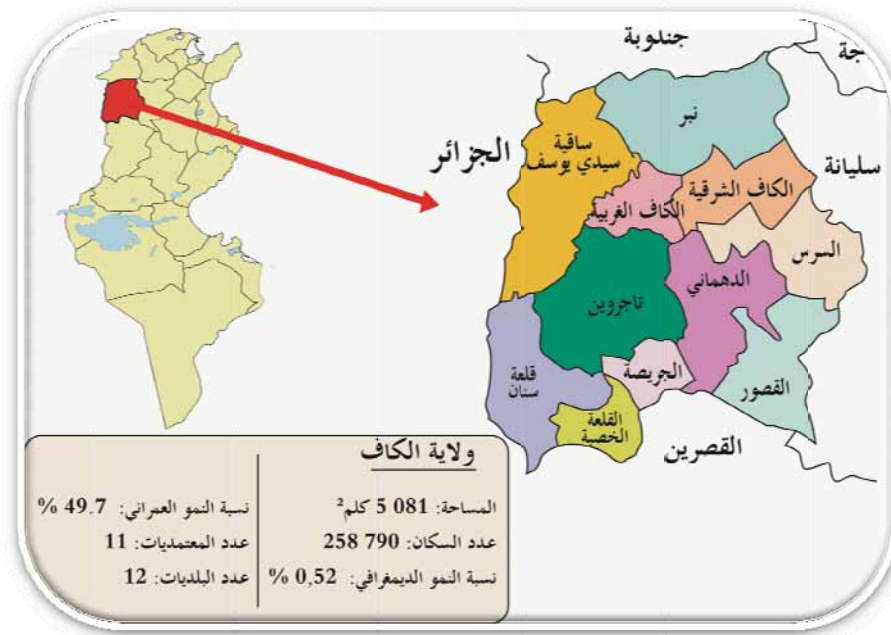 جندوبة
جة
نبر
ساقية
سيدي يوسف
الجزائر
سليانة
الكاف الشرقية
الكاف الغربية
السرس
الدهماني
تاجروين
الجريصة
قلعة
سنان
القصور
القلعة
الخصبة
القصرين
ولاية الكاف
المساحة: 081 5 كلم²
عدد السكان: 790 258
نسبة النمو الديمغرافي: 0,52 %
نسبة النمو العمراني: 49.7 %
عدد المعتمديات: 11
عدد البلديات: 12